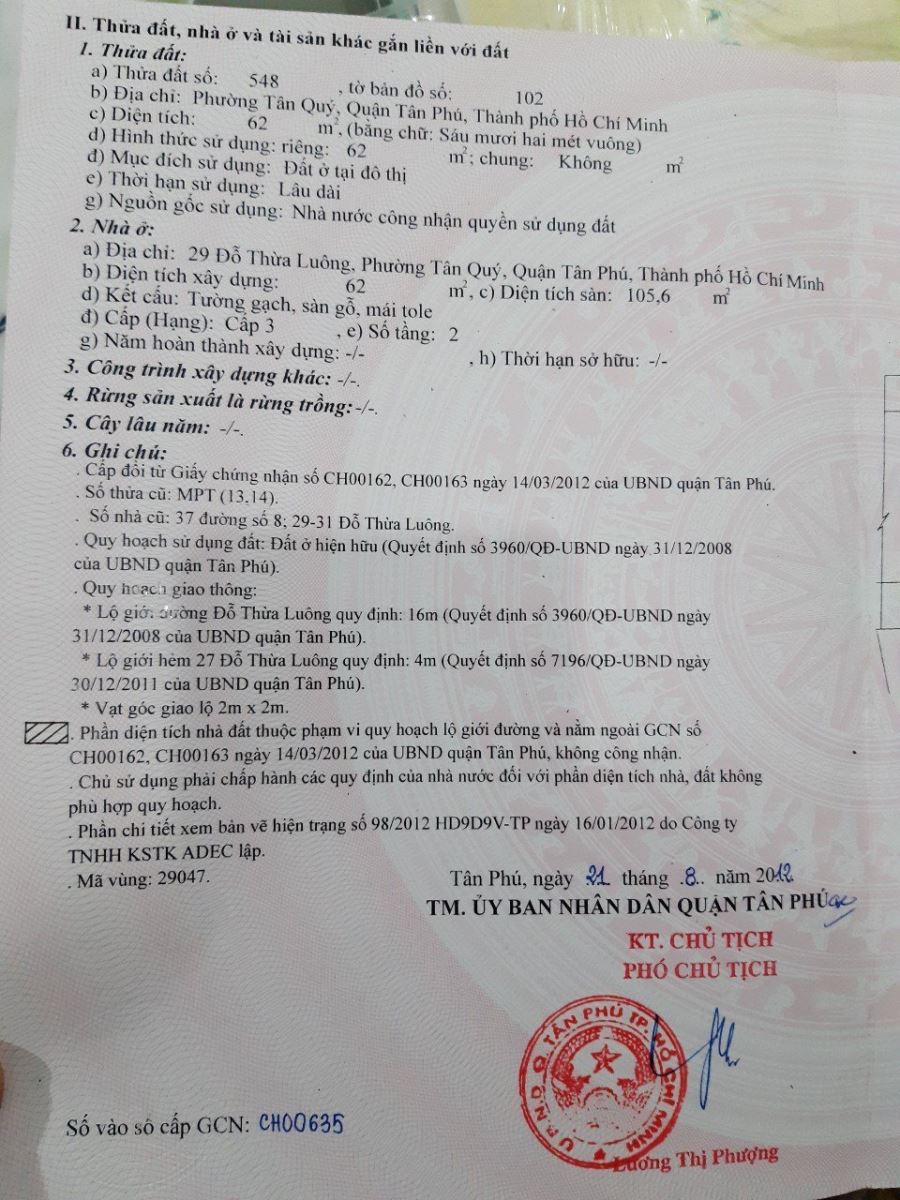 II. Thửa đất, nhà ở và tài sản khác gắn liền với đất
1. Thửa đất:
a) Thửa đất số: 548 , tờ bản đồ số: 102
b) Địa chỉ: Phường Tân Quý, Quận Tân Phú, Thành phố Hồ Chí Minh
c) Diện tích: 62 m², (bằng chữ: Sáu mươi hai mét vuông)
d) Hình thức sử dụng: riêng: 62 m²; chung: Không m²
đ) Mục đích sử dụng: Đất ở tại đô thị
e) Thời hạn sử dụng: Lâu dài
g) Nguồn gốc sử dụng: Nhà nước công nhận quyền sử dụng đất
2. Nhà ở:
a) Địa chỉ: 29 Đỗ Thừa Luông, Phường Tân Quý, Quận Tân Phú, Thành phố Hồ Chí Minh
b) Diện tích xây dựng: 62 m², c) Diện tích sàn: 105,6 m²
d) Kết cấu: Tường gạch, sàn gỗ, mái tole
đ) Cấp (Hạng): Cấp 3 , e) Số tầng: 2
g) Năm hoàn thành xây dựng: -/- , h) Thời hạn sở hữu: -/-
3. Công trình xây dựng khác: -/-.
4. Rừng sản xuất là rừng trồng: -/-.
5. Cây lâu năm: -/-.
6. Ghi chú:
. Cấp đổi từ Giấy chứng nhận số CH00162, CH00163 ngày 14/03/2012 của UBND quận Tân Phú.
. Số thửa cũ: MPT (13,14).
. Số nhà cũ: 37 đường số 8; 29-31 Đỗ Thừa Luông.
. Quy hoạch sử dụng đất: Đất ở hiện hữu (Quyết định số 3960/QĐ-UBND ngày 31/12/2008
của UBND quận Tân Phú).
. Quy hoạch giao thông:
* Lộ giới đường Đỗ Thừa Luông quy định: 16m (Quyết định số 3960/QĐ-UBND ngày
31/12/2008 của UBND quận Tân Phú).
* Lộ giới hẻm 27 Đỗ Thừa Luông quy định: 4m (Quyết định số 7196/QĐ-UBND ngày
30/12/2011 của UBND quận Tân Phú).
* Vạt góc giao lộ 2m x 2m.
. Phần diện tích nhà đất thuộc phạm vi quy hoạch lộ giới đường và nằm ngoài GCN số
CH00162, CH00163 ngày 14/03/2012 của UBND quận Tân Phú, không công nhận.
. Chủ sử dụng phải chấp hành các quy định của nhà nước đối với phần diện tích nhà, đất không
phù hợp quy hoạch.
. Phần chi tiết xem bản vẽ hiện trạng số 98/2012 HD9D9V-TP ngày 16/01/2012 do Công ty
TNHH KSTK ADEC lập.
. Mã vùng: 29047.
Tân Phú, ngày 21 tháng .8.. năm 2012
TM. ỦY BAN NHÂN DÂN QUẬN TÂN PHÚ
KT. CHỦ TỊCH
PHÓ CHỦ TỊCH
U.B.N.D Q. TÂN PHÚ TP. HỒ CHÍ MINH
Số vào sổ cấp GCN: CH00635
Lương Thị Phượng